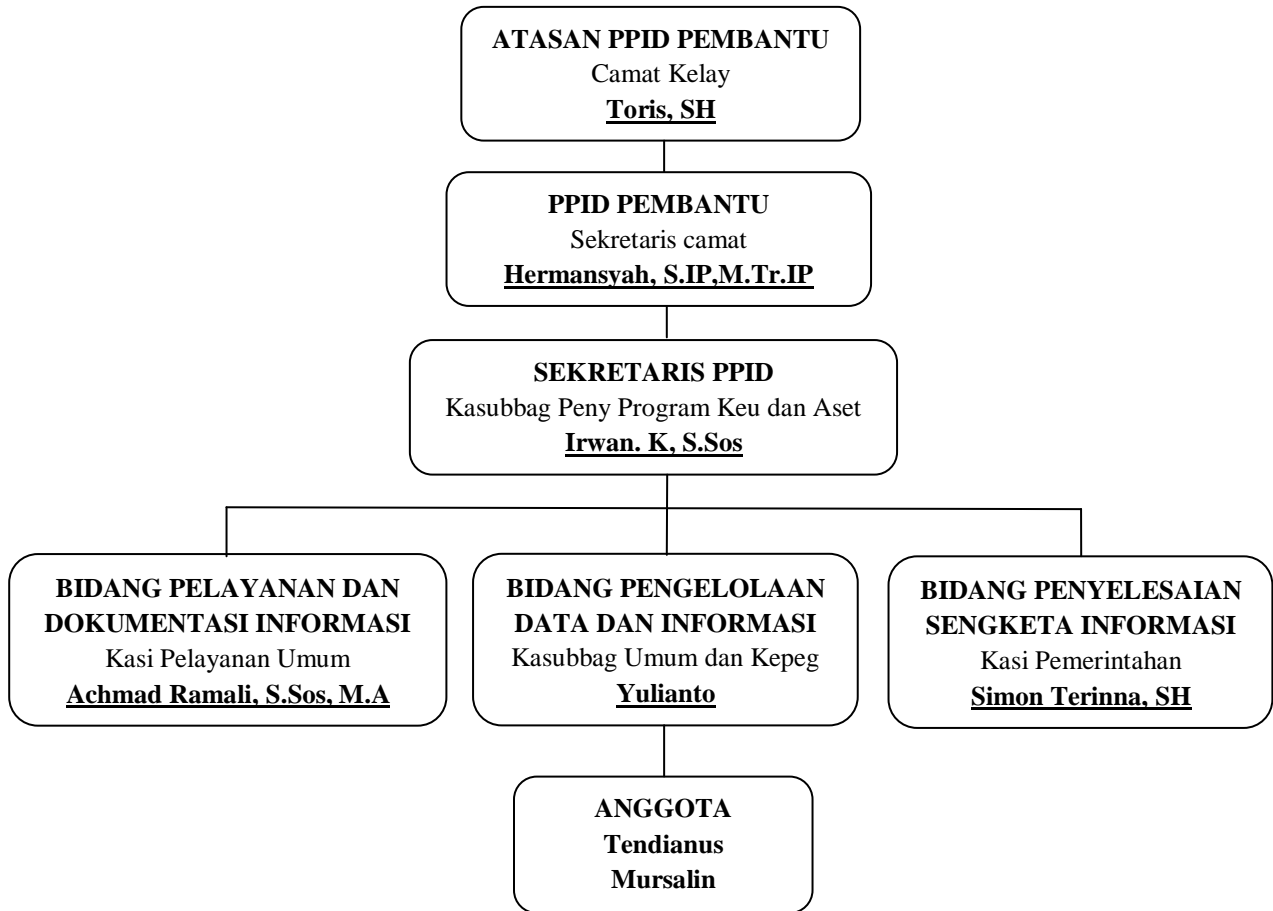 ATASAN PPID PEMBANTU
Camat Kelay
Toris, SH
PPID PEMBANTU
Sekretaris camat
Hermansyah, S.IP,M.Tr.IP
SEKRETARIS PPID
Kasubbag Peny Program Keu dan Aset
Irwan. K, S.Sos
BIDANG PELAYANAN DAN
DOKUMENTASI INFORMASI
Kasi Pelayanan Umum
Achmad Ramali, S.Sos, M.A
BIDANG PENGELOLAAN
DATA DAN INFORMASI
Kasubbag Umum dan Kepeg
Yulianto
BIDANG PENYELESAIAN
SENGKETA INFORMASI
Kasi Pemerintahan
Simon Terinna, SH
ANGGOTA
Tendianus
Mursalin